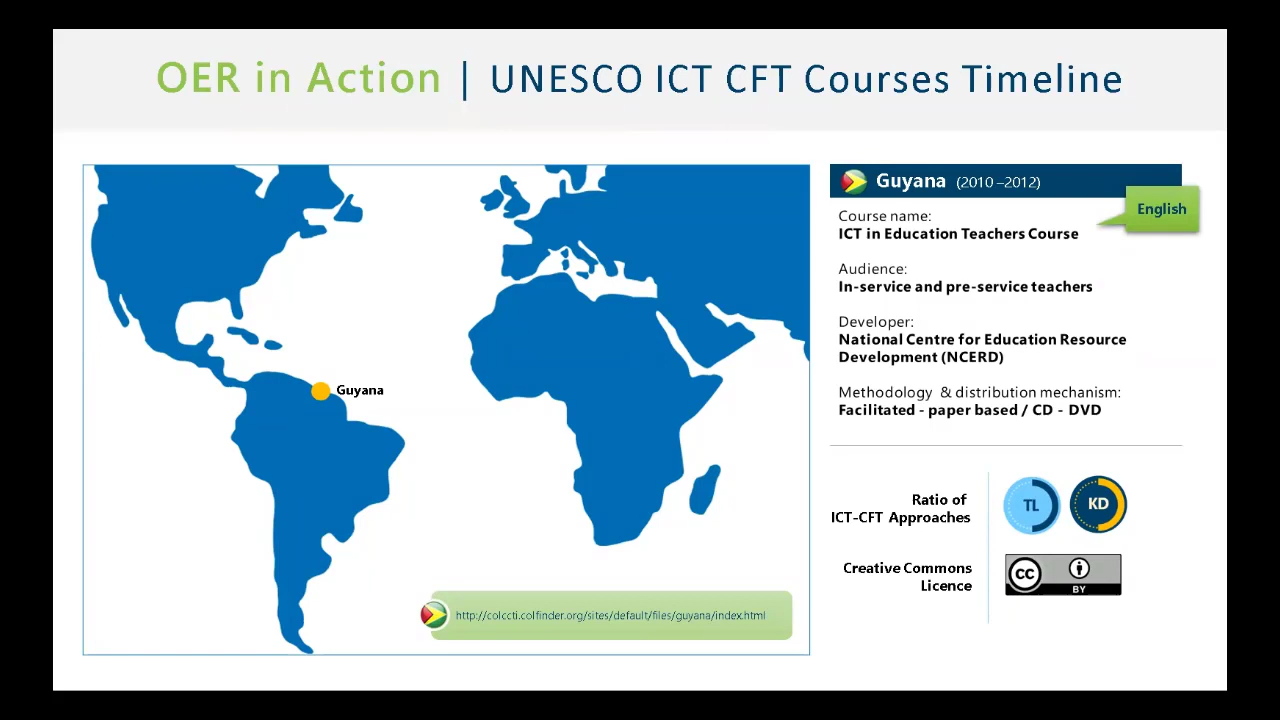 OER in Action | UNESCO ICT CFT Courses Timeline
Guyana
http://colccti.colfinder.org/sites/default/files/guyana/index.html
Guyana (2010 –2012)
English
Course name:
ICT in Education Teachers Course
Audience:
In-service and pre-service teachers
Developer:
National Centre for Education Resource
Development (NCERD)
Methodology & distribution mechanism:
Facilitated - paper based / CD - DVD
Ratio of
ICT-CFT Approaches
TL
KD
Creative Commons
Licence
CC
BY